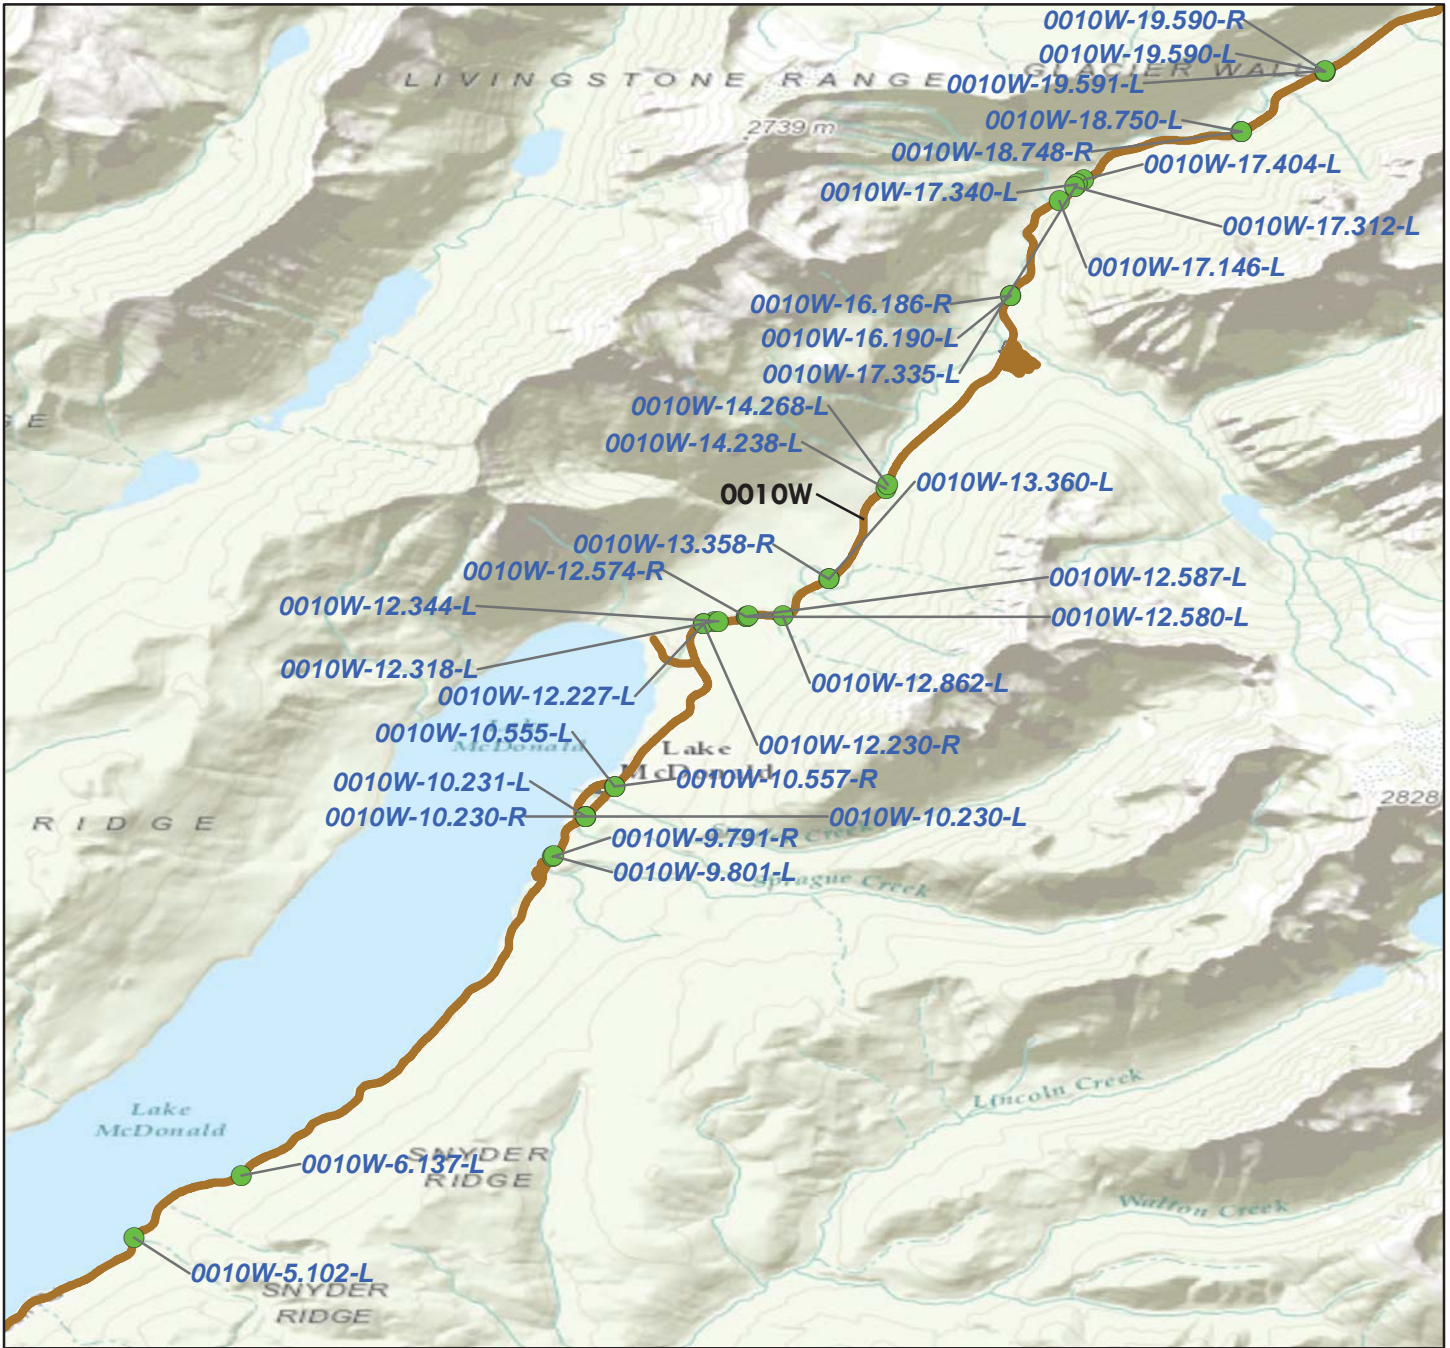 0010W-19.590-R
0010W-19.590-L
LIVINGSTONE RANGE
GLACIER WALL
0010W-19.591-L
0010W-18.750-L
2739 m
0010W-18.748-R
0010W-17.404-L
0010W-17.340-L
0010W-17.312-L
0010W-17.146-L
0010W-16.186-R
0010W-16.190-L
0010W-17.335-L
0010W-14.268-L
GE
0010W-14.238-L
0010W-13.360-L
0010W
0010W-13.358-R
0010W-12.574-R
0010W-12.587-L
0010W-12.344-L
0010W-12.580-L
0010W-12.318-L
0010W-12.862-L
0010W-12.227-L
Lake
McDonald
0010W-10.555-L
0010W-12.230-R
Lake
McDonald
0010W-10.557-R
0010W-10.231-L
2828
RIDGE
0010W-10.230-R
0010W-10.230-L
0010W-9.791-R
0010W-9.801-L
Sprague Creek
Lincoln Creek
Lake
McDonald
SNYDER
RIDGE
0010W-6.137-L
Walton Creek
0010W-5.102-L
SNYDER
RIDGE